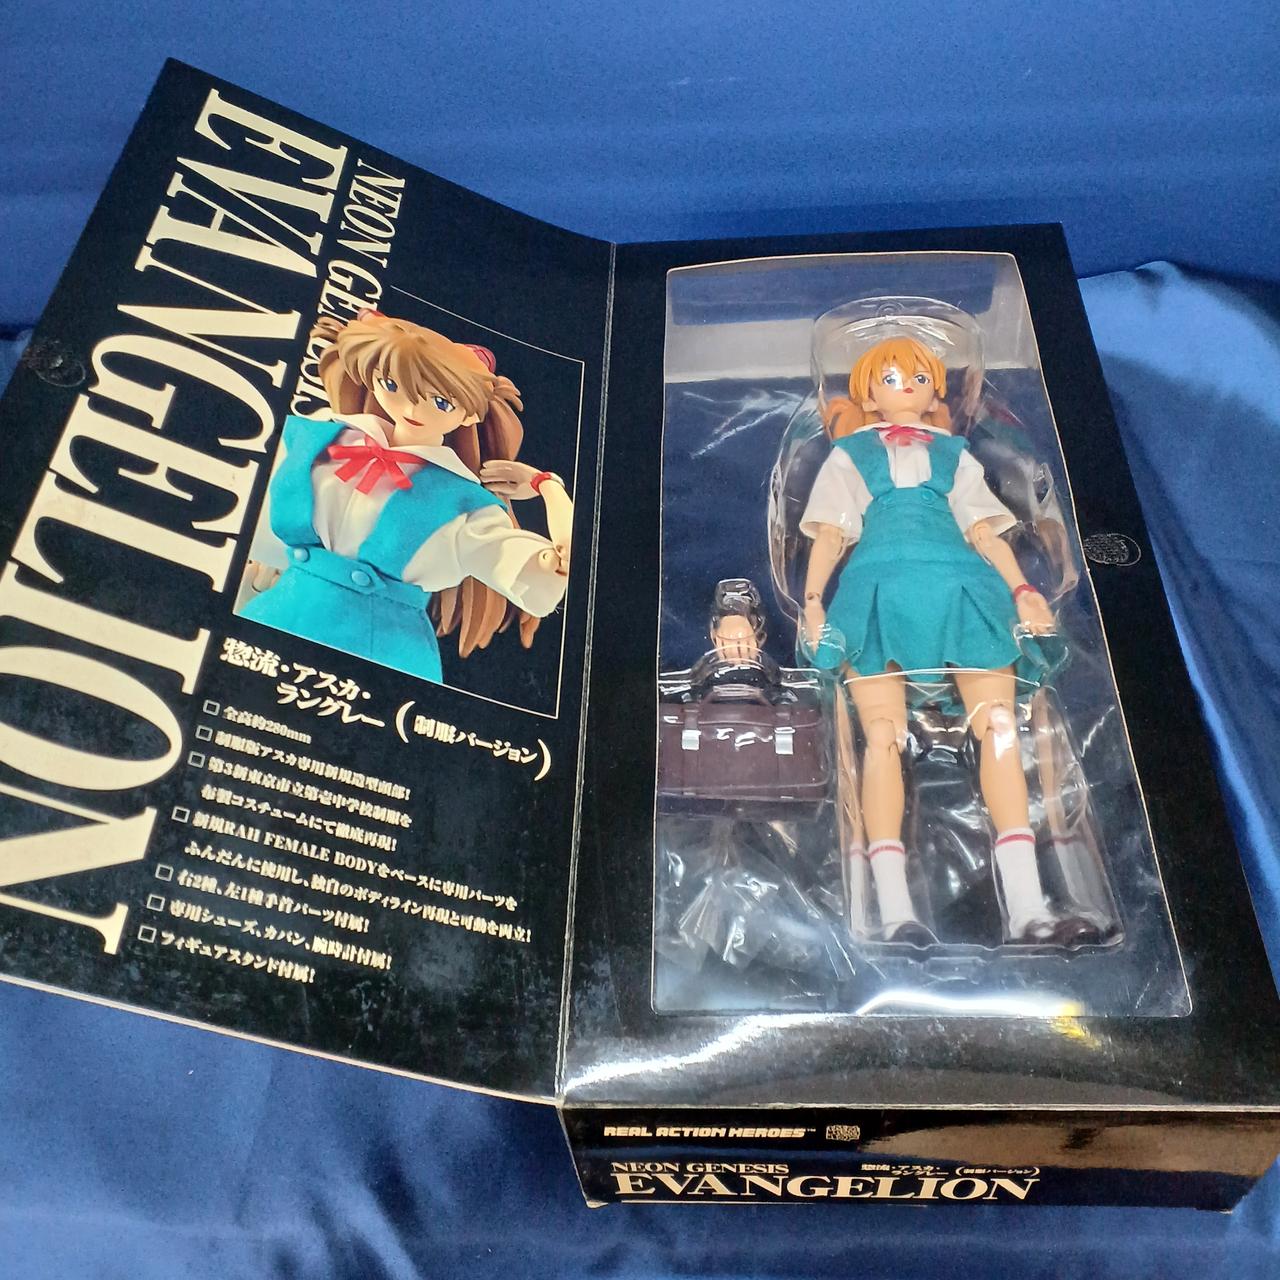 NEON GENESIS
EVANGELION
惣流・アスカ・
ラングレー
(制服バージョン)
□ 全高約280mm
□ 制服版アスカ専用新規造型頭部!
□ 第3新東京市立第壱中学校制服を
布製コスチュームにて徹底再現!
□ 新規RAH FEMALE BODYをベースに専用パーツを
ふんだんに使用し、独自のボディライン再現と可動を両立!
□ 右2種、左1種手首パーツ付属!
□ 専用シューズ、カバン、腕時計付属!
□ フィギュアスタンド付属!
REAL ACTION HEROES™
NEON GENESIS
惣流・アスカ・
ラングレー
(制服バージョン)
EVANGELION